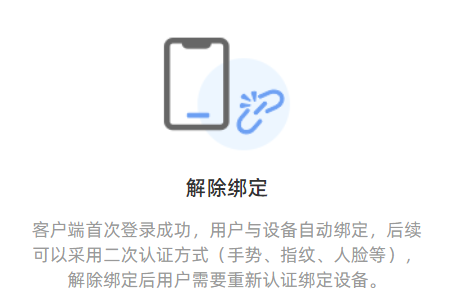 解除绑定
客户端首次登录成功，用户与设备自动绑定，后续
可以采用二次认证方式（手势、指纹、人脸等），
解除绑定后用户需要重新认证绑定设备。